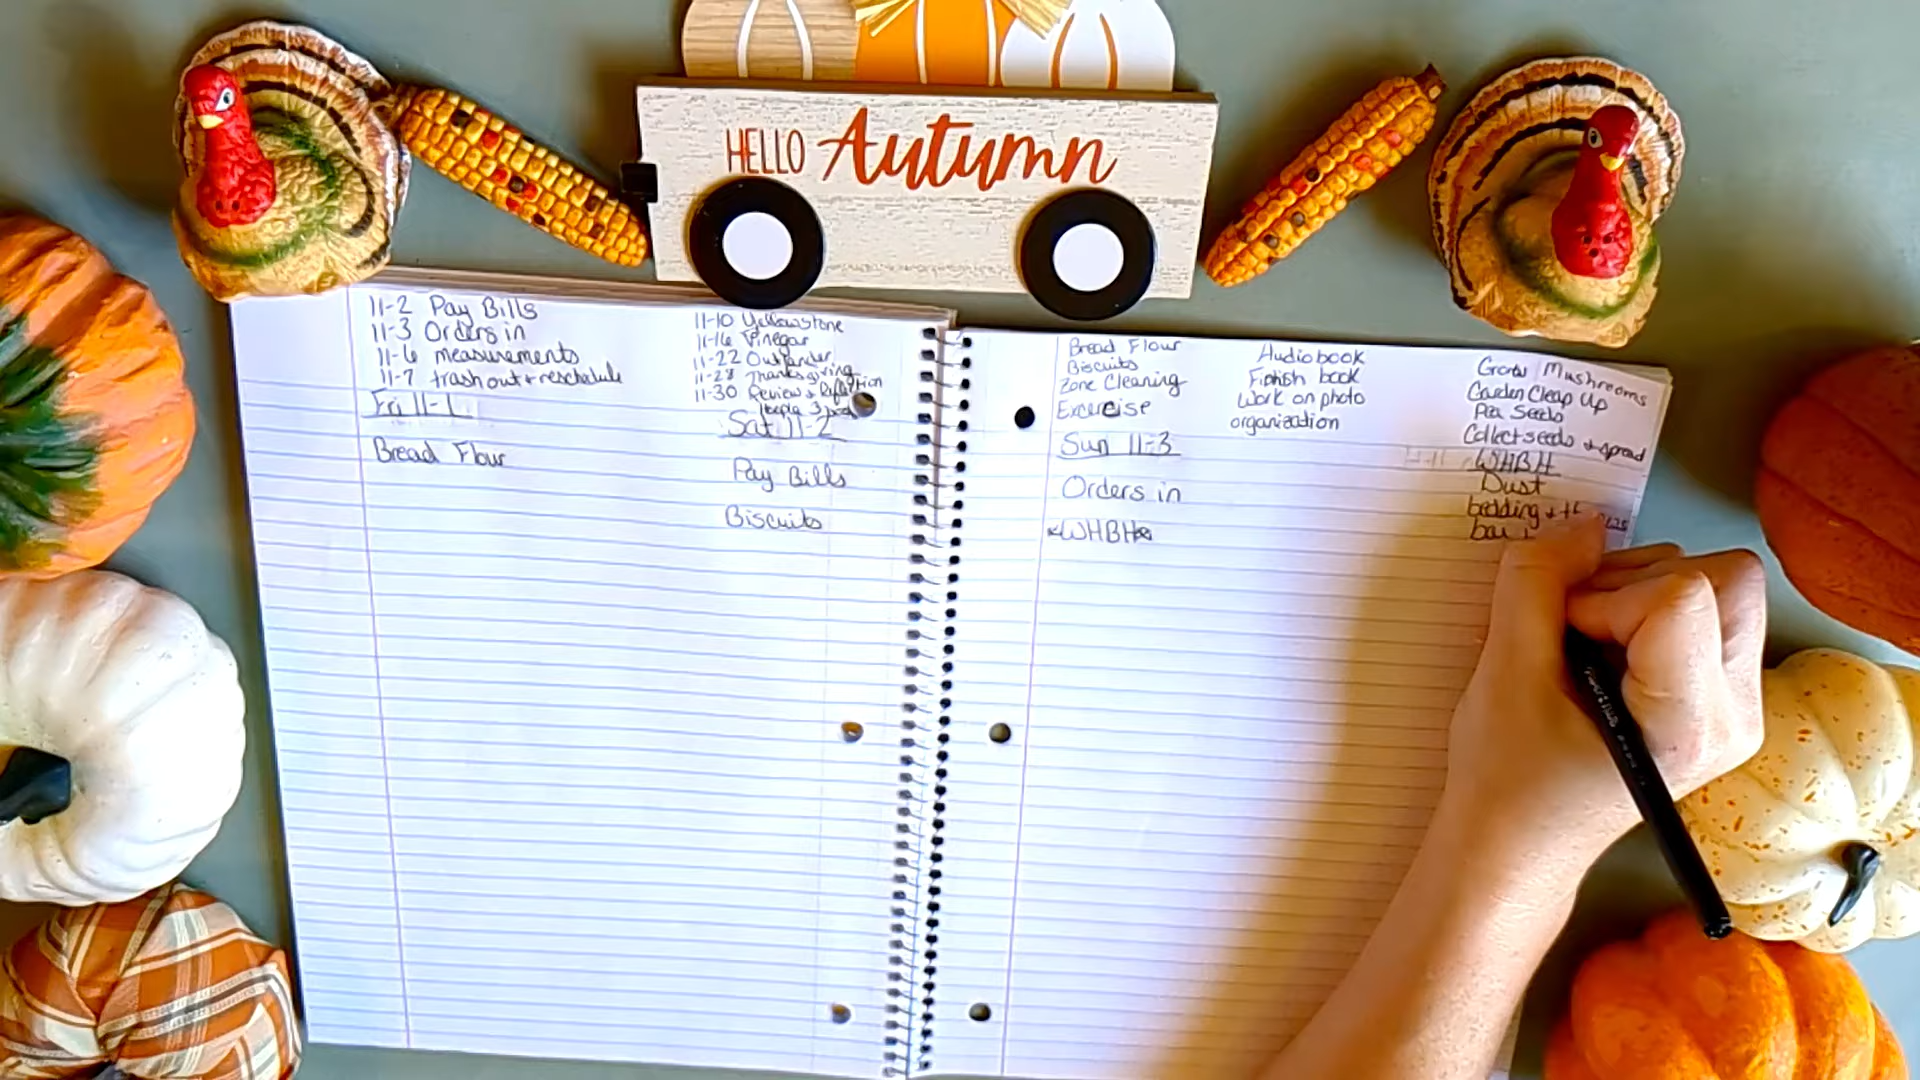 HELLO Autumn
11-2 Pay Bills
11-3 Orders in
11-6 measurements
11-7 trash out + reschedule
Fri 11-1
Bread Flour
11-10 Yellowstone
11-16 Vinegar
11-22 Outlander
11-28 Thanksgiving
11-30 Review + Reflection
Sat 11-2
Pay Bills
Biscuits
Bread Flour
Biscuits
Zone Cleaning
Exercise
Sun 11-3
Orders in
WHBH
Audiobook
Finish book
Work on photo
organization
Grow Mushrooms
Garden Clean Up
Pea Seeds
Collect seeds + spread
WHBH
Dust
bedding +